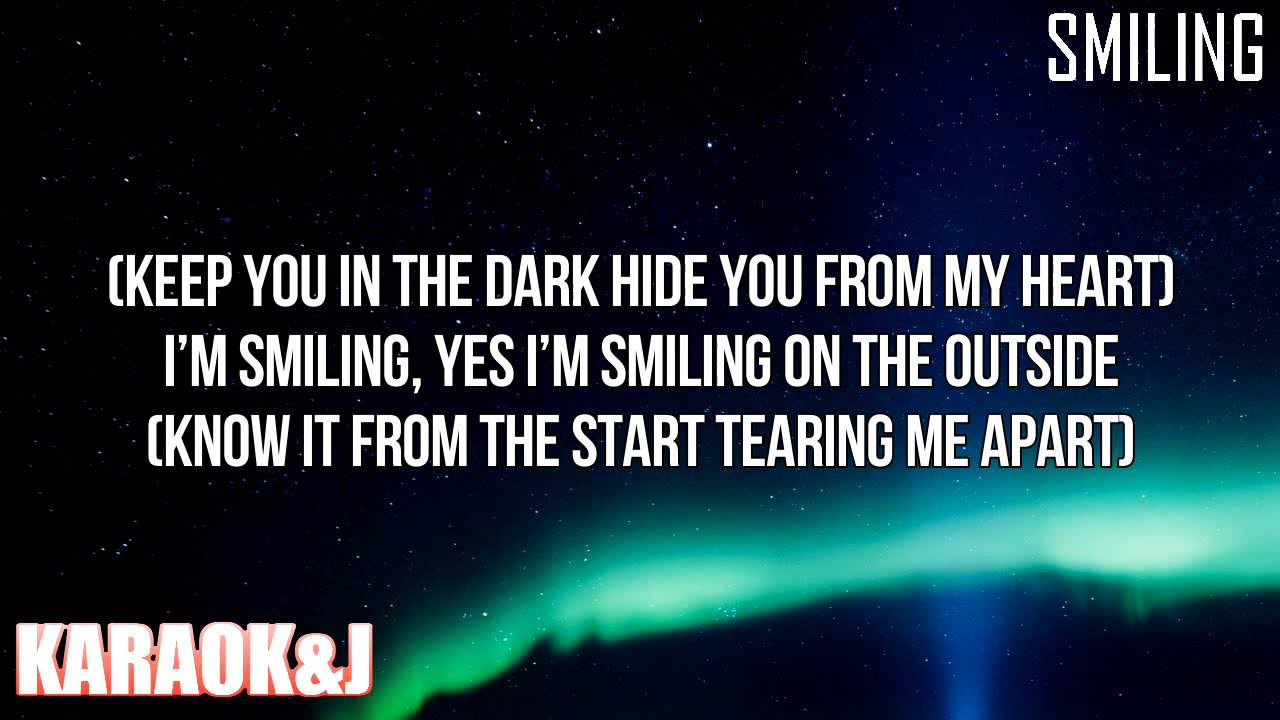 SMILING
(KEEP YOU IN THE DARK HIDE YOU FROM MY HEART)
I’M SMILING, YES I’M SMILING ON THE OUTSIDE
(KNOW IT FROM THE START TEARING ME APART)
KARAOK&J